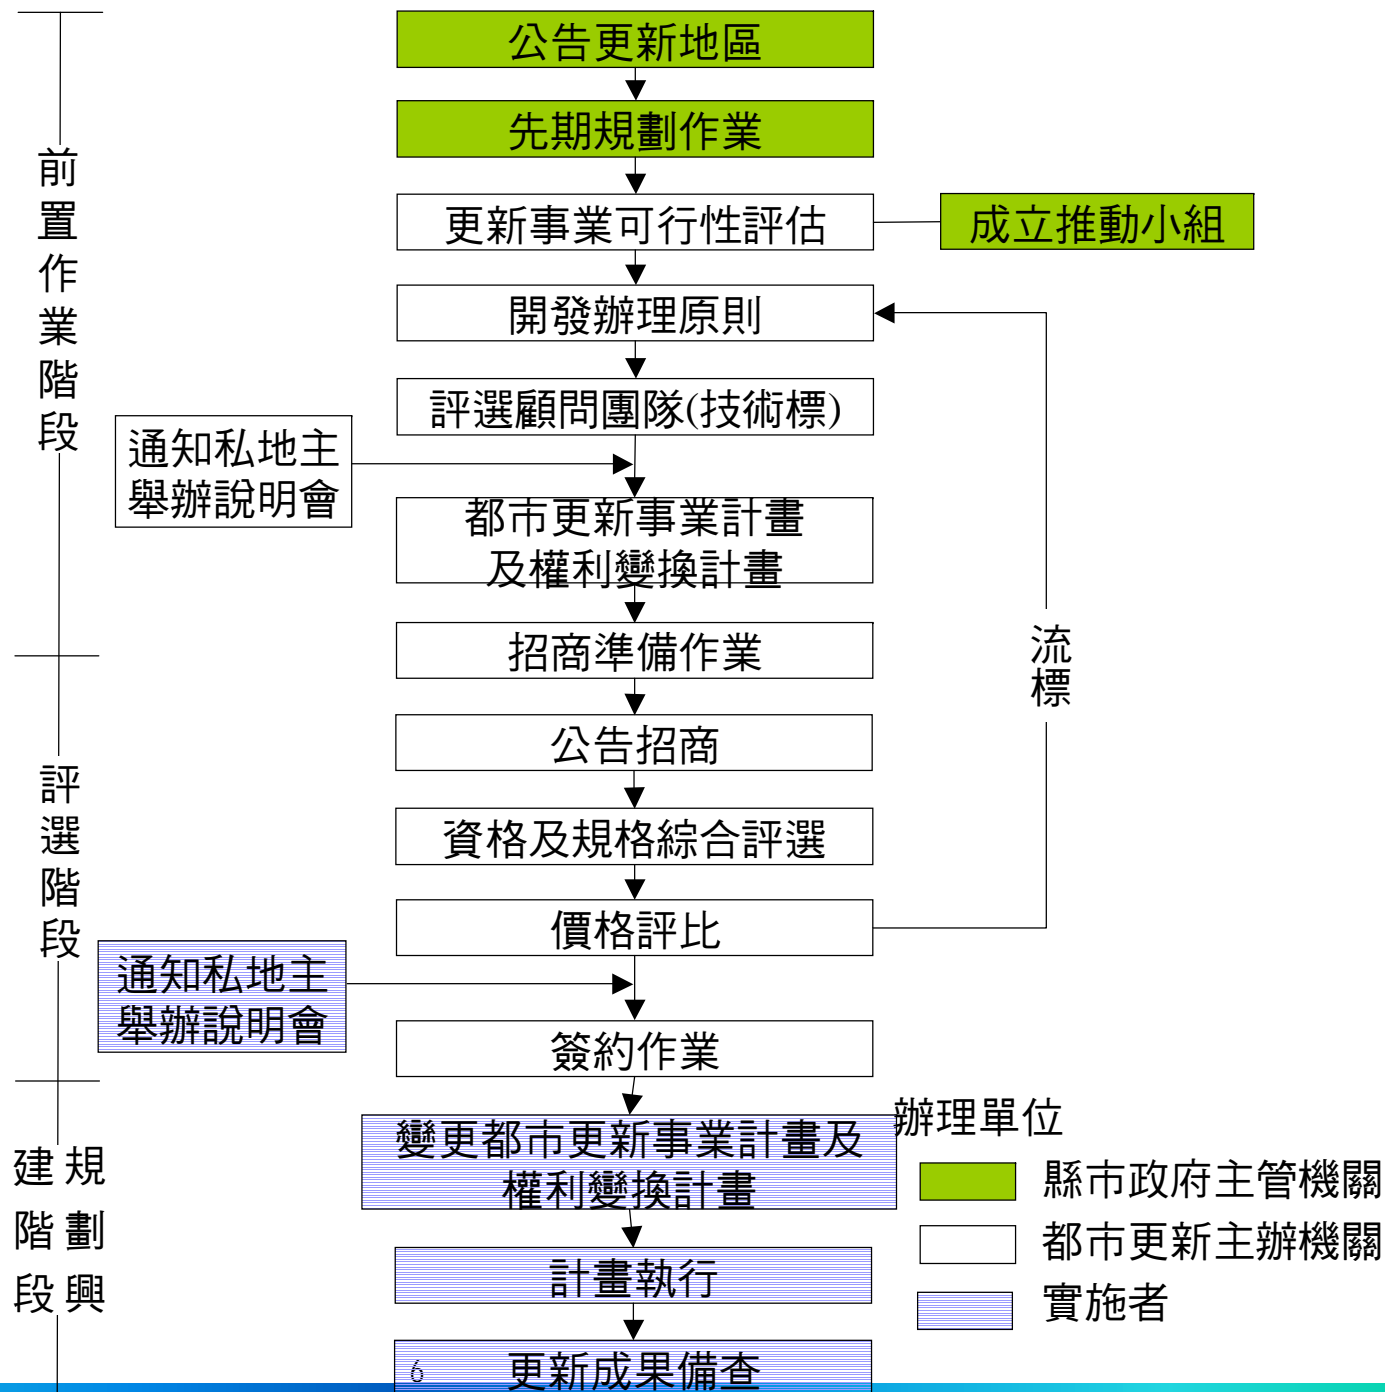 前置作業階段
評選階段
規劃興
建階段
公告更新地區
先期規劃作業
更新事業可行性評估
成立推動小組
開發辦理原則
評選顧問團隊(技術標)
通知私地主
舉辦說明會
都市更新事業計畫
及權利變換計畫
招商準備作業
公告招商
資格及規格綜合評選
價格評比
流標
通知私地主
舉辦說明會
簽約作業
變更都市更新事業計畫及
權利變換計畫
計畫執行
更新成果備查
6
辦理單位
縣市政府主管機關
都市更新主辦機關
實施者